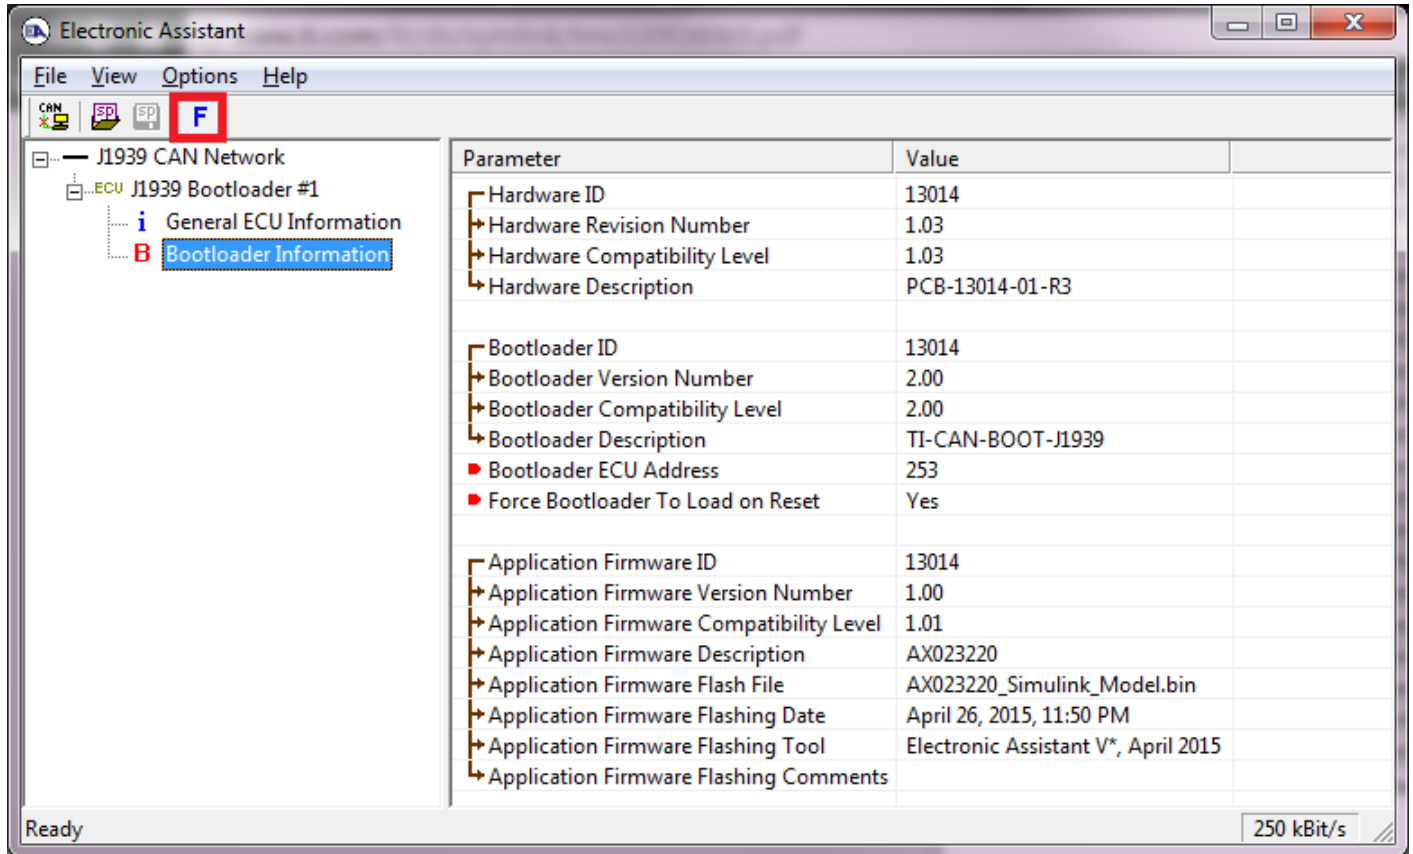 Electronic Assistant
File View Options Help
CAN SP SP F
J1939 CAN Network
ECU J1939 Bootloader #1
i General ECU Information
B Bootloader Information
Parameter Value
Hardware ID 13014
Hardware Revision Number 1.03
Hardware Compatibility Level 1.03
Hardware Description PCB-13014-01-R3
Bootloader ID 13014
Bootloader Version Number 2.00
Bootloader Compatibility Level 2.00
Bootloader Description TI-CAN-BOOT-J1939
Bootloader ECU Address 253
Force Bootloader To Load on Reset Yes
Application Firmware ID 13014
Application Firmware Version Number 1.00
Application Firmware Compatibility Level 1.01
Application Firmware Description AX023220
Application Firmware Flash File AX023220_Simulink_Model.bin
Application Firmware Flashing Date April 26, 2015, 11:50 PM
Application Firmware Flashing Tool Electronic Assistant V*, April 2015
Application Firmware Flashing Comments
Ready 250 kBit/s